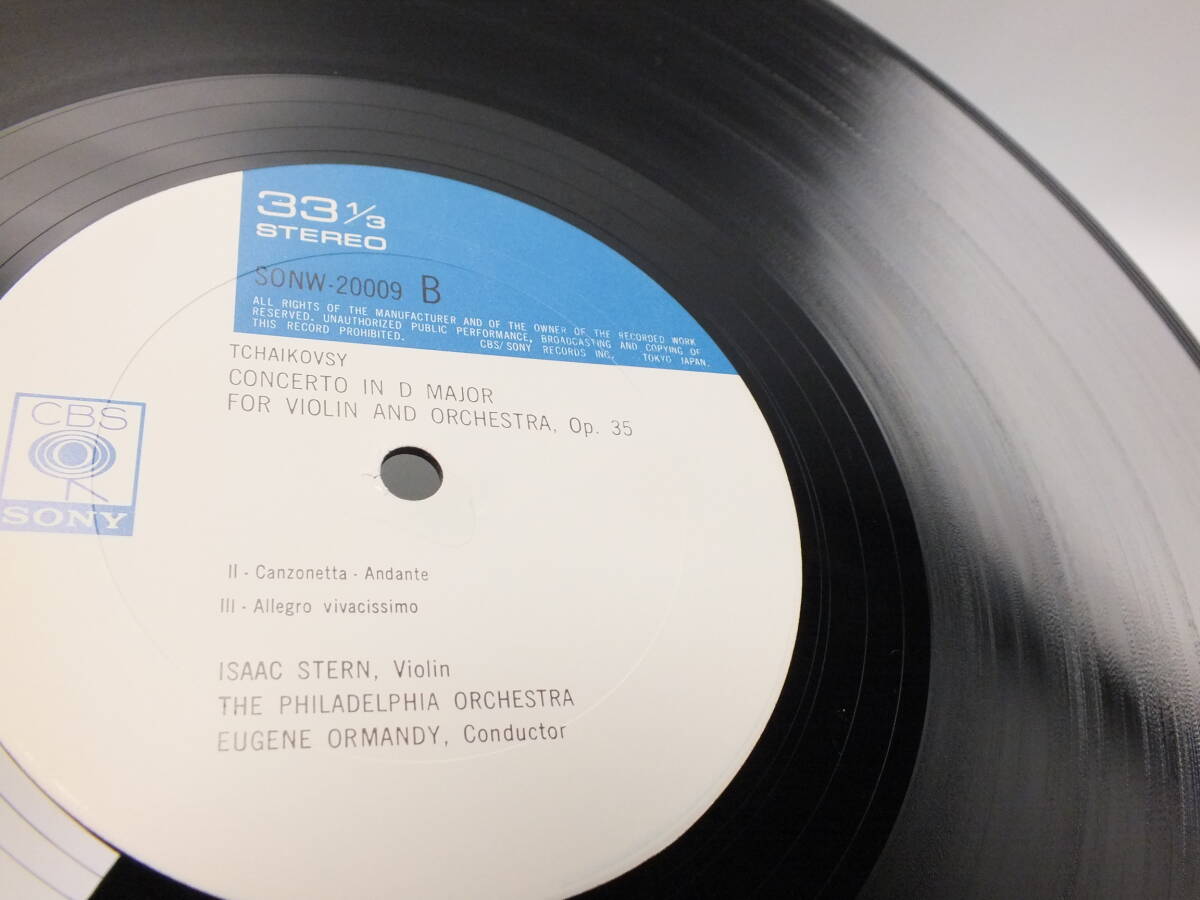 33 1/3
STEREO
SONW-20009 B
ALL RIGHTS OF THE MANUFACTURER AND OF THE OWNER OF THE RECORDED WORK
RESERVED. UNAUTHORIZED PUBLIC PERFORMANCE, BROADCASTING AND COPYING OF
THIS RECORD PROHIBITED. CBS/SONY RECORDS INC, TOKYO JAPAN.
TCHAIKOVSY
CONCERTO IN D MAJOR
FOR VIOLIN AND ORCHESTRA, Op. 35
CBS
SONY
II - Canzonetta - Andante
III - Allegro vivacissimo
ISAAC STERN, Violin
THE PHILADELPHIA ORCHESTRA
EUGENE ORMANDY, Conductor